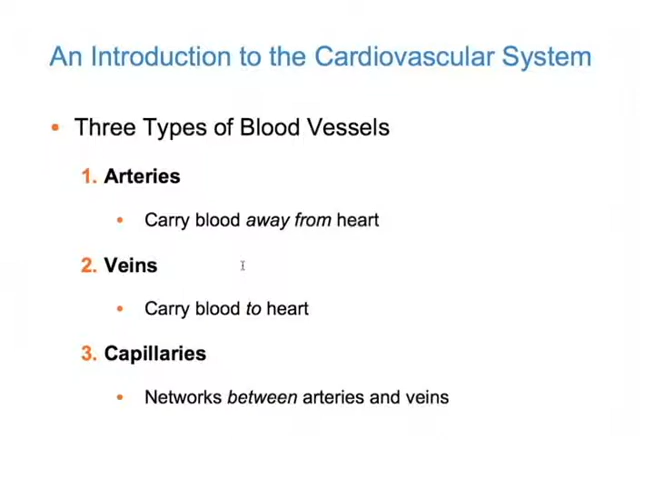 An Introduction to the Cardiovascular System
• Three Types of Blood Vessels
1. Arteries
• Carry blood away from heart
2. Veins
• Carry blood to heart
3. Capillaries
• Networks between arteries and veins